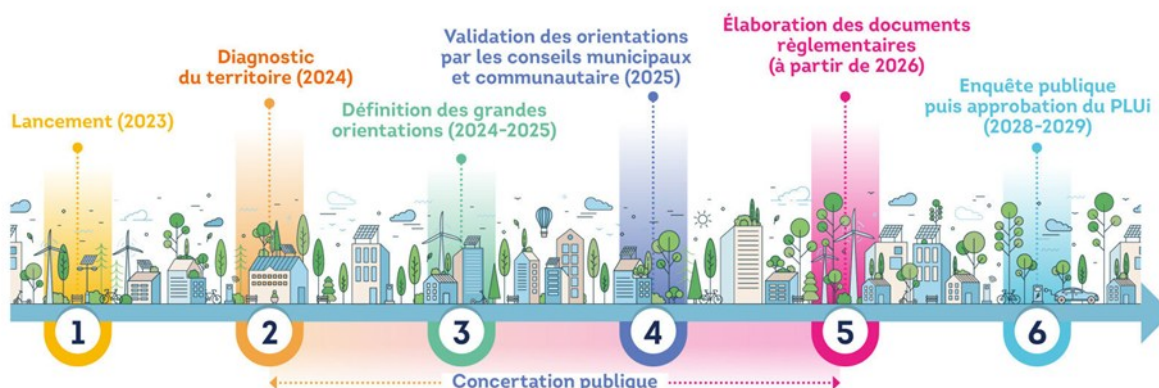 Lancement (2023)
Diagnostic
du territoire (2024)
Définition des grandes
orientations (2024-2025)
Validation des orientations
par les conseils municipaux
et communautaire (2025)
Élaboration des documents
règlementaires
(à partir de 2026)
Enquête publique
puis approbation du PLUi
(2028-2029)
1
2
3
4
5
6
Concertation publique